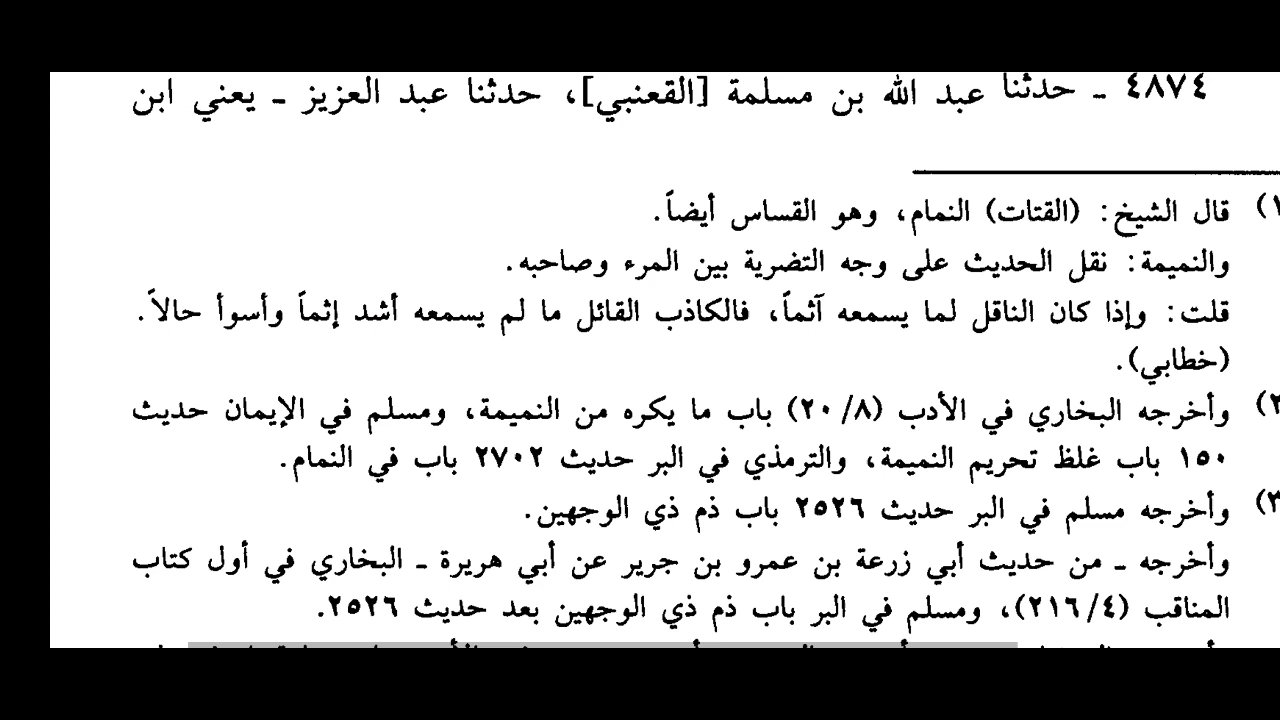 ٤٨٧٤ ـ حدثنا عبد الله بن مسلمة [القعنبي]، حدثنا عبد العزيز ـ يعني ابن
١) قال الشيخ: (القتات) النمام، وهو القساس أيضاً.
والنميمة: نقل الحديث على وجه التضرية بين المرء وصاحبه.
قلت: وإذا كان الناقل لما يسمعه آثماً، فالكاذب القائل ما لم يسمعه أشد إثماً وأسوأ حالاً.
(خطابي).
٢) وأخرجه البخاري في الأدب (٢٠/٨) باب ما يكره من النميمة، ومسلم في الإيمان حديث
١٥٠ باب غلظ تحريم النميمة، والترمذي في البر حديث ٢٧٠٢ باب في النمام.
٣) وأخرجه مسلم في البر حديث ٢٥٢٦ باب ذم ذي الوجهين.
وأخرجه ـ من حديث أبي زرعة بن عمرو بن جرير عن أبي هريرة ـ البخاري في أول كتاب
المناقب (٢١٦/٤)، ومسلم في البر باب ذم ذي الوجهين بعد حديث ٢٥٢٦.